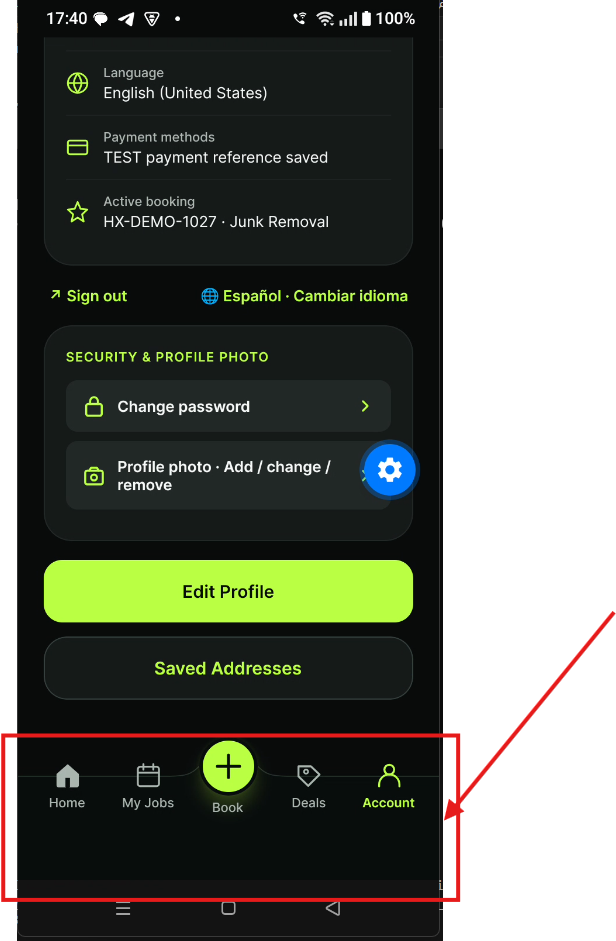 17:40
100%
Language
English (United States)
Payment methods
TEST payment reference saved
Active booking
HX-DEMO-1027 · Junk Removal
Sign out
Español · Cambiar idioma
SECURITY & PROFILE PHOTO
Change password
Profile photo · Add / change /
remove
Edit Profile
Saved Addresses
Home
My Jobs
Book
Deals
Account